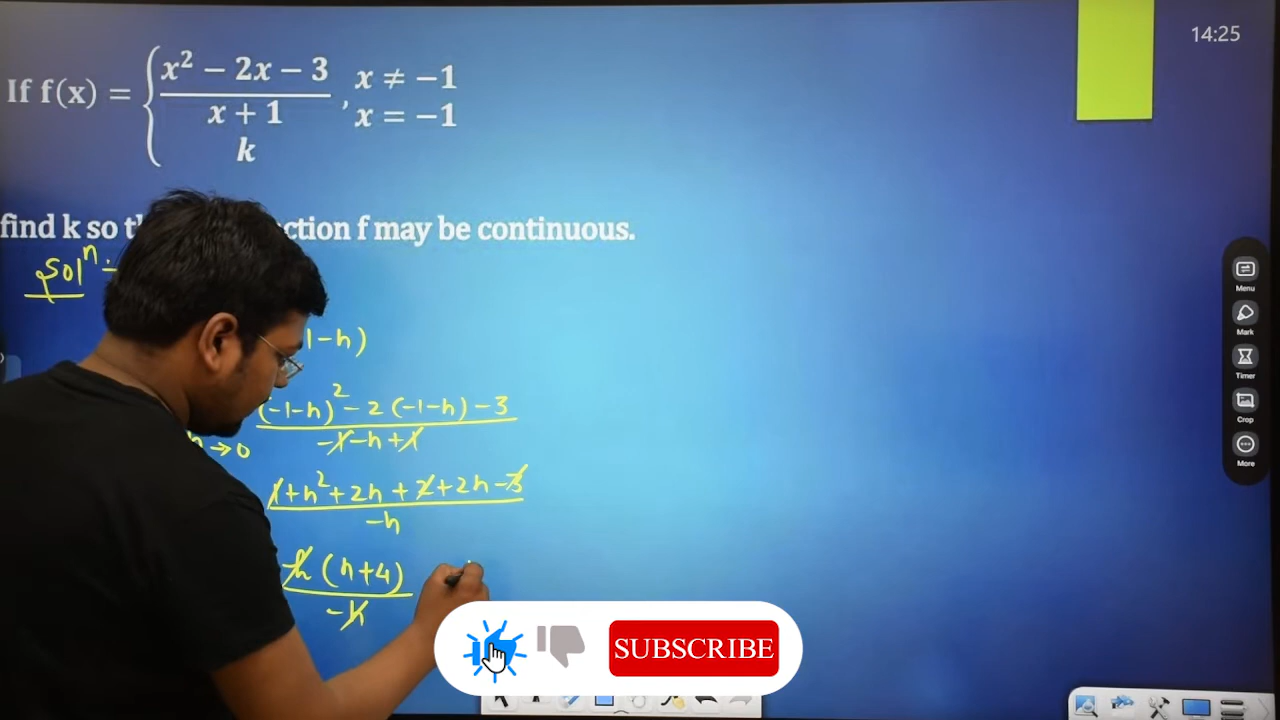 14:25
If f(x) = { x² − 2x − 3 , x ≠ −1
x + 1 x = −1
k
find k so ction f may be continuous.
Solⁿ :-
1-h)
(-1-h)² - 2 (-1-h) - 3
-1-h+1
h → 0
1+h²+2h+2+2h-3
-h
h (h+4)
-h
SUBSCRIBE
Menu
Mark
Timer
Crop
More